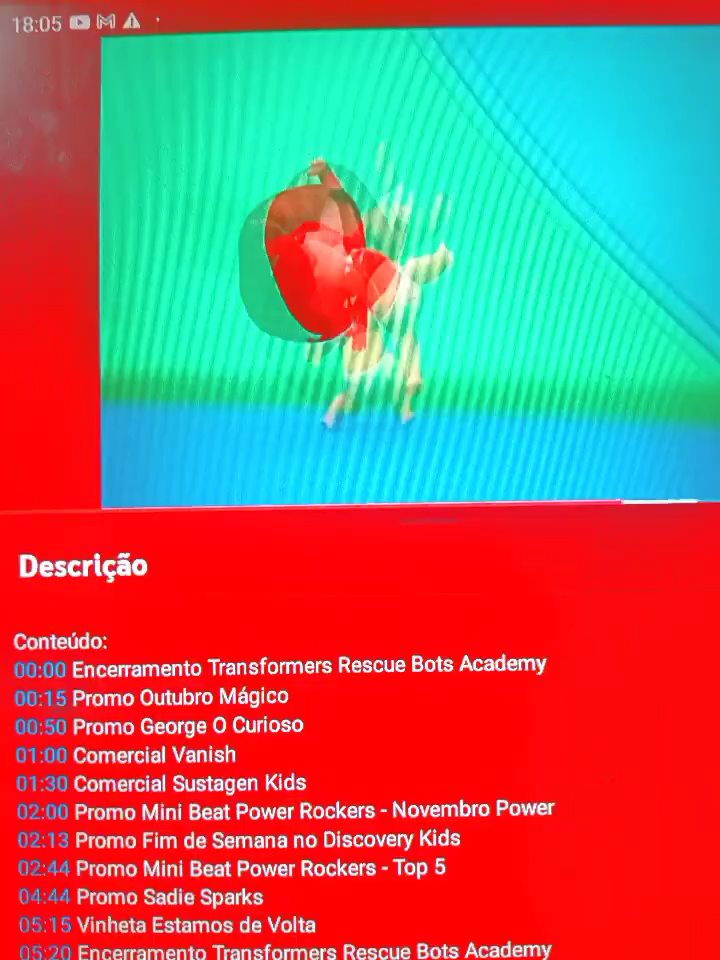 18:05
Descrição
Conteúdo:
00:00 Encerramento Transformers Rescue Bots Academy
00:15 Promo Outubro Mágico
00:50 Promo George O Curioso
01:00 Comercial Vanish
01:30 Comercial Sustagen Kids
02:00 Promo Mini Beat Power Rockers - Novembro Power
02:13 Promo Fim de Semana no Discovery Kids
02:44 Promo Mini Beat Power Rockers - Top 5
04:44 Promo Sadie Sparks
05:15 Vinheta Estamos de Volta
05:20 Encerramento Transformers Rescue Bots Academy